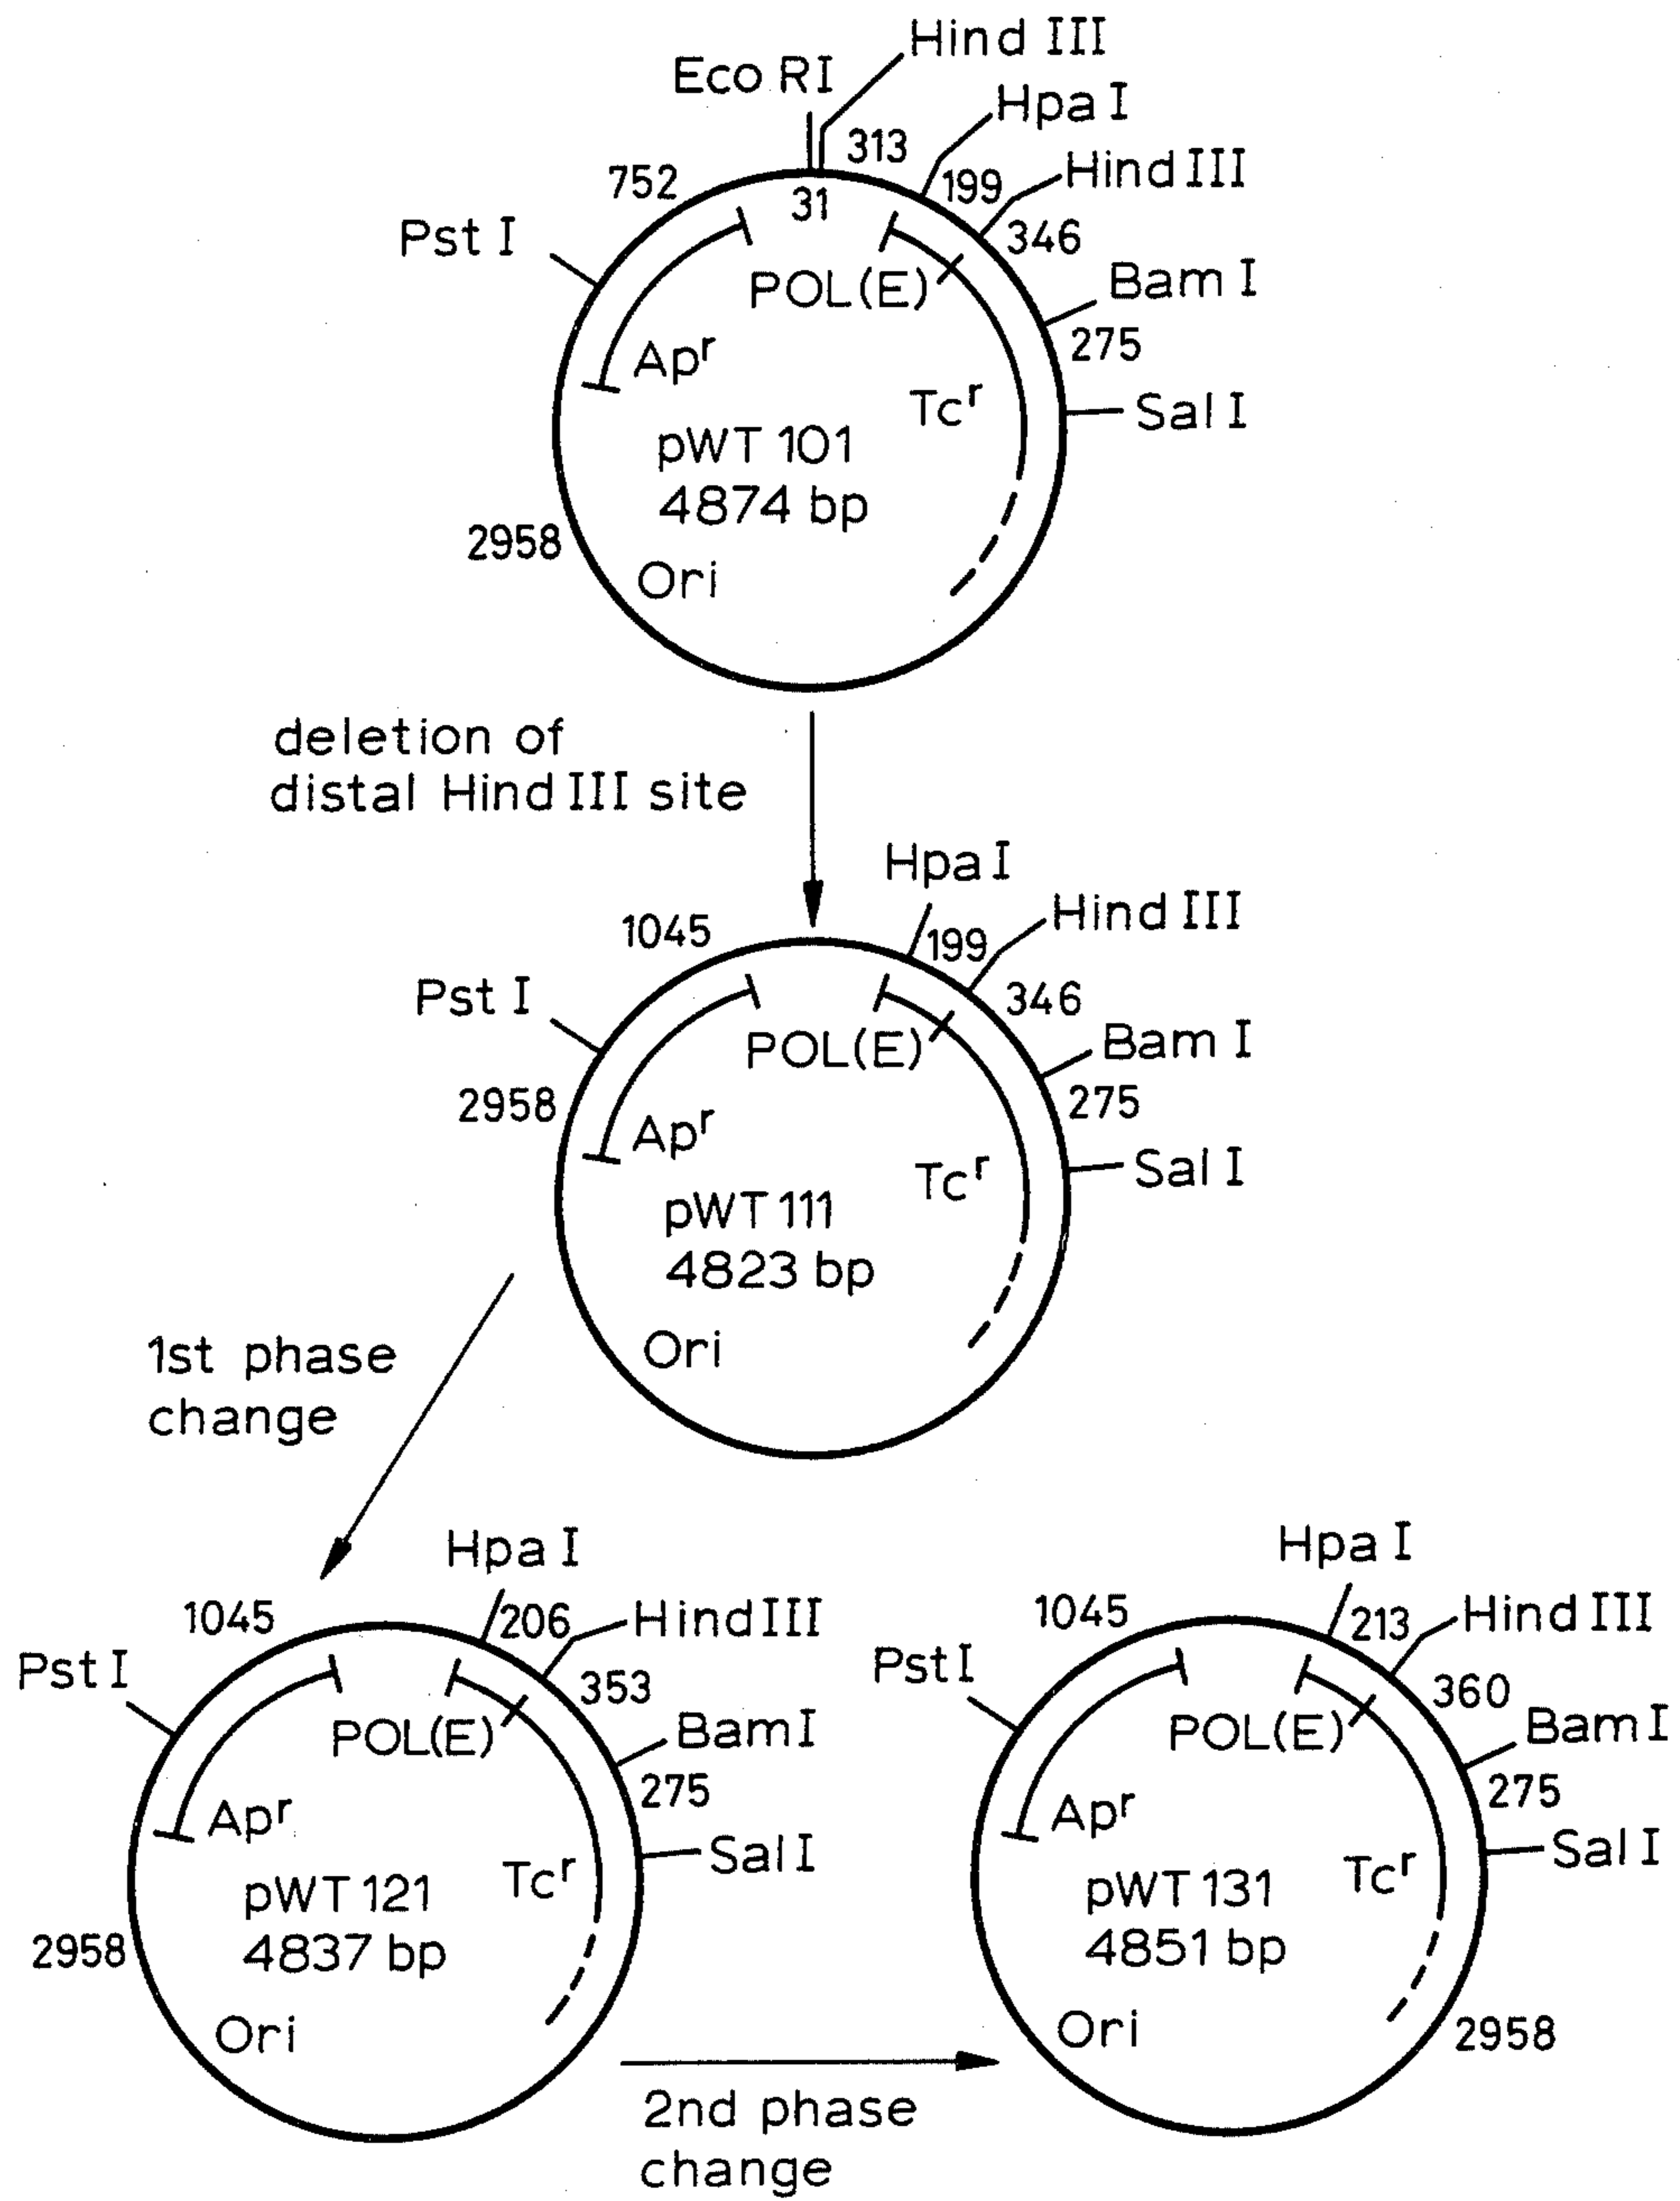 Hind III
Eco RI
Hpa I
313
Hind III
752
199
31
346
Pst I
Bam I
POL(E)
275
Apr
Tcr
Sal I
pWT 101
4874 bp
2958
Ori
deletion of
distal Hind III site
Hpa I
Hind III
1045
199
Pst I
346
POL(E)
Bam I
2958
275
Apr
Tcr
Sal I
pWT 111
4823 bp
Ori
1st phase
change
Hpa I
1045
206
Hind III
Pst I
353
POL(E)
Bam I
275
Apr
Sal I
Tcr
pWT 121
4837 bp
2958
Ori
2nd phase
change
Hpa I
1045
213
Hind III
Pst I
360
POL(E)
Bam I
275
Apr
Sal I
Tcr
pWT 131
4851 bp
Ori
2958